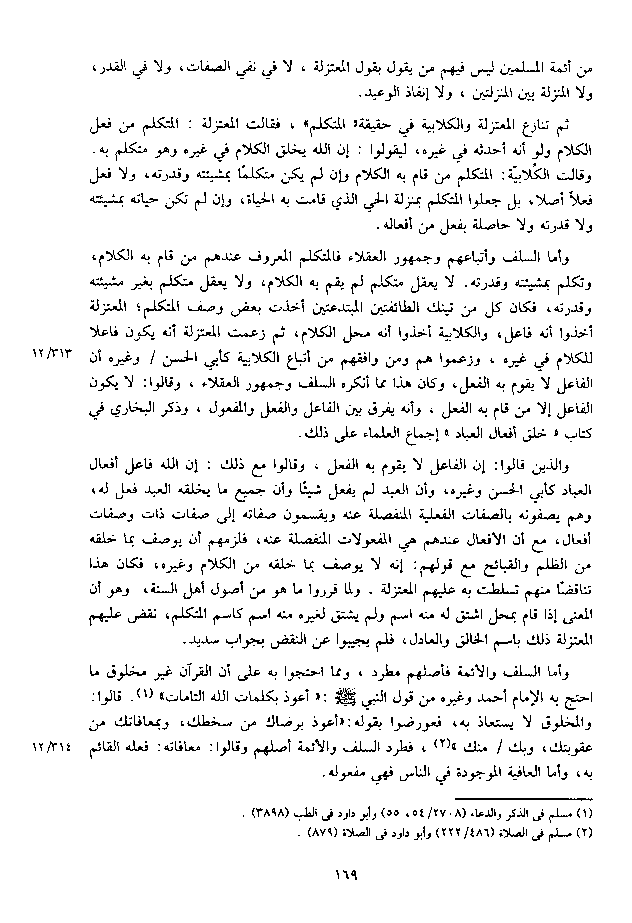 من أئمة المسلمين ليس فيهم من يقول بقول المعتزلة ، لا في نفي الصفات، ولا في القدر،
ولا المنزلة بين المنزلتين ، ولا إنفاذ الوعيد.
ثم تنازع المعتزلة والكلابية في حقيقة« المتكلم» ، فقالت المعتزلة : المتكلم من فعل
الكلام ولو أنه أحدثه في غيره، ليقولوا : إن الله يخلق الكلام في غيره وهو متكلم به.
وقالت الكُلابيّة: المتكلم من قام به الكلام وإن لم يكن متكلمًا بمشيئته وقدرته، ولا فعل
فعلاً أصلا، بل جعلوا المتكلم بمنزلة الحي الذي قامت به الحياة، وإن لم تكن حياته بمشيئته
ولا قدرته ولا حاصلة بفعل من أفعاله.
وأما السلف وأتباعهم وجمهور العقلاء فالمتكلم المعروف عندهم من قام به الكلام،
وتكلم بمشيئته وقدرته. لا يعقل متكلم لم يقم به الكلام، ولا يعقل متكلم بغير مشيئته
وقدرته، فكان كل من تينك الطائفتين المبتدعتين أخذت بعض وصف المتكلم؛ المعتزلة
أخذوا أنه فاعل، والكلابية أخذوا أنه محل الكلام، ثم زعمت المعتزلة أنه يكون فاعلا
للكلام في غيره ، وزعموا هم ومن وافقهم من أتباع الكلابية كأبي الحسن / وغيره أن ١٢/٣١٣
الفاعل لا يقوم به الفعل، وكان هذا مما أنكره السلف وجمهور العقلاء ، وقالوا: لا يكون
الفاعل إلا من قام به الفعل ، وأنه يفرق بين الفاعل والفعل والمفعول ، وذكر البخاري في
كتاب « خلق أفعال العباد » إجماع العلماء على ذلك.
والذين قالوا: إن الفاعل لا يقوم به الفعل ، وقالوا مع ذلك : إن الله فاعل أفعال
العباد كأبي الحسن وغيره، وأن العبد لم يفعل شيئًا وأن جميع ما يخلقه العبد فعل له،
وهم يصفونه بالصفات الفعلية المنفصلة عنه ويقسمون صفاته إلى صفات ذات وصفات
أفعال، مع أن الأفعال عندهم هي المفعولات المنفصلة عنه، فلزمهم أن يوصف بما خلقه
من الظلم والقبائح مع قولهم: إنه لا يوصف بما خلقه من الكلام وغيره، فكان هذا
تناقضًا منهم تسلطت به عليهم المعتزلة . ولما قرروا ما هو من أصول أهل السنة، وهو أن
المعنى إذا قام بمحل اشتق له منه اسم ولم يشتق لغيره منه اسم كاسم المتكلم، نقض عليهم
المعتزلة ذلك باسم الخالق والعادل، فلم يجيبوا عن النقض بجواب سديد.
وأما السلف والأئمة فأصلهم مطرد ، ومما احتجوا به على أن القرآن غير مخلوق ما
احتج به الإمام أحمد وغيره من قول النبي ﷺ :« أعوذ بكلمات الله التامات» (١). قالوا:
والمخلوق لا يستعاذ به، فعورضوا بقوله:«أعوذ برضاك من سخطك، وبمعافاتك من
عقوبتك، وبك / منك »(٢) ، فطرد السلف والأئمة أصلهم وقالوا: معافاته: فعله القائم ١٢/٣١٤
به، وأما العافية الموجودة في الناس فهي مفعوله.
(١) مسلم في الذكر والدعاء (٢٧٠٨/ ٥٤، ٥٥) وأبو داود في الطب (٣٨٩٨) .
(٢) مسلم في الصلاة (٤٨٦/ ٢٢٢) وأبو داود في الصلاة (٨٧٩) .
١٦٩